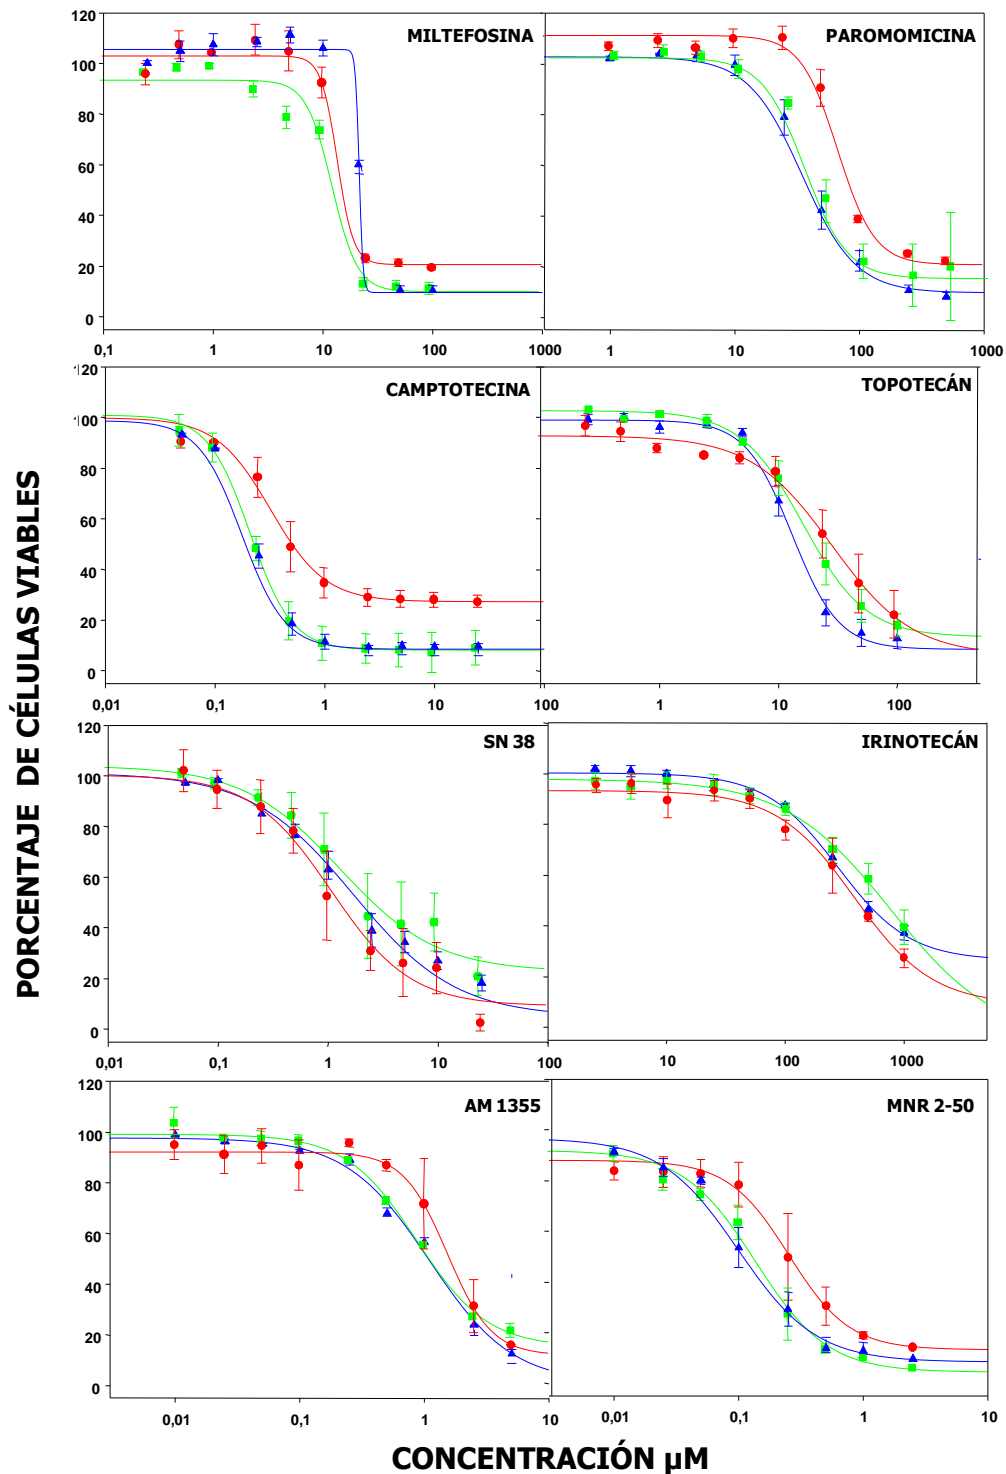 PORCENTAJE DE CÉLULAS VIABLES
MILTEFOSINA
120
100
80
60
40
20
0
0,1 1 10 100 1000
PAROMOMICINA
1 10 100 1000
CAMPTOTECINA
120
100
80
60
40
20
0
0,01 0,1 1 10 100
TOPOTECÁN
1 10 100
SN 38
120
100
80
60
40
20
0
0,01 0,1 1 10 100
IRINOTECÁN
10 100 1000
AM 1355
120
100
80
60
40
20
0
0,01 0,1 1 10
MNR 2-50
0,01 0,1 1 10
CONCENTRACIÓN µM